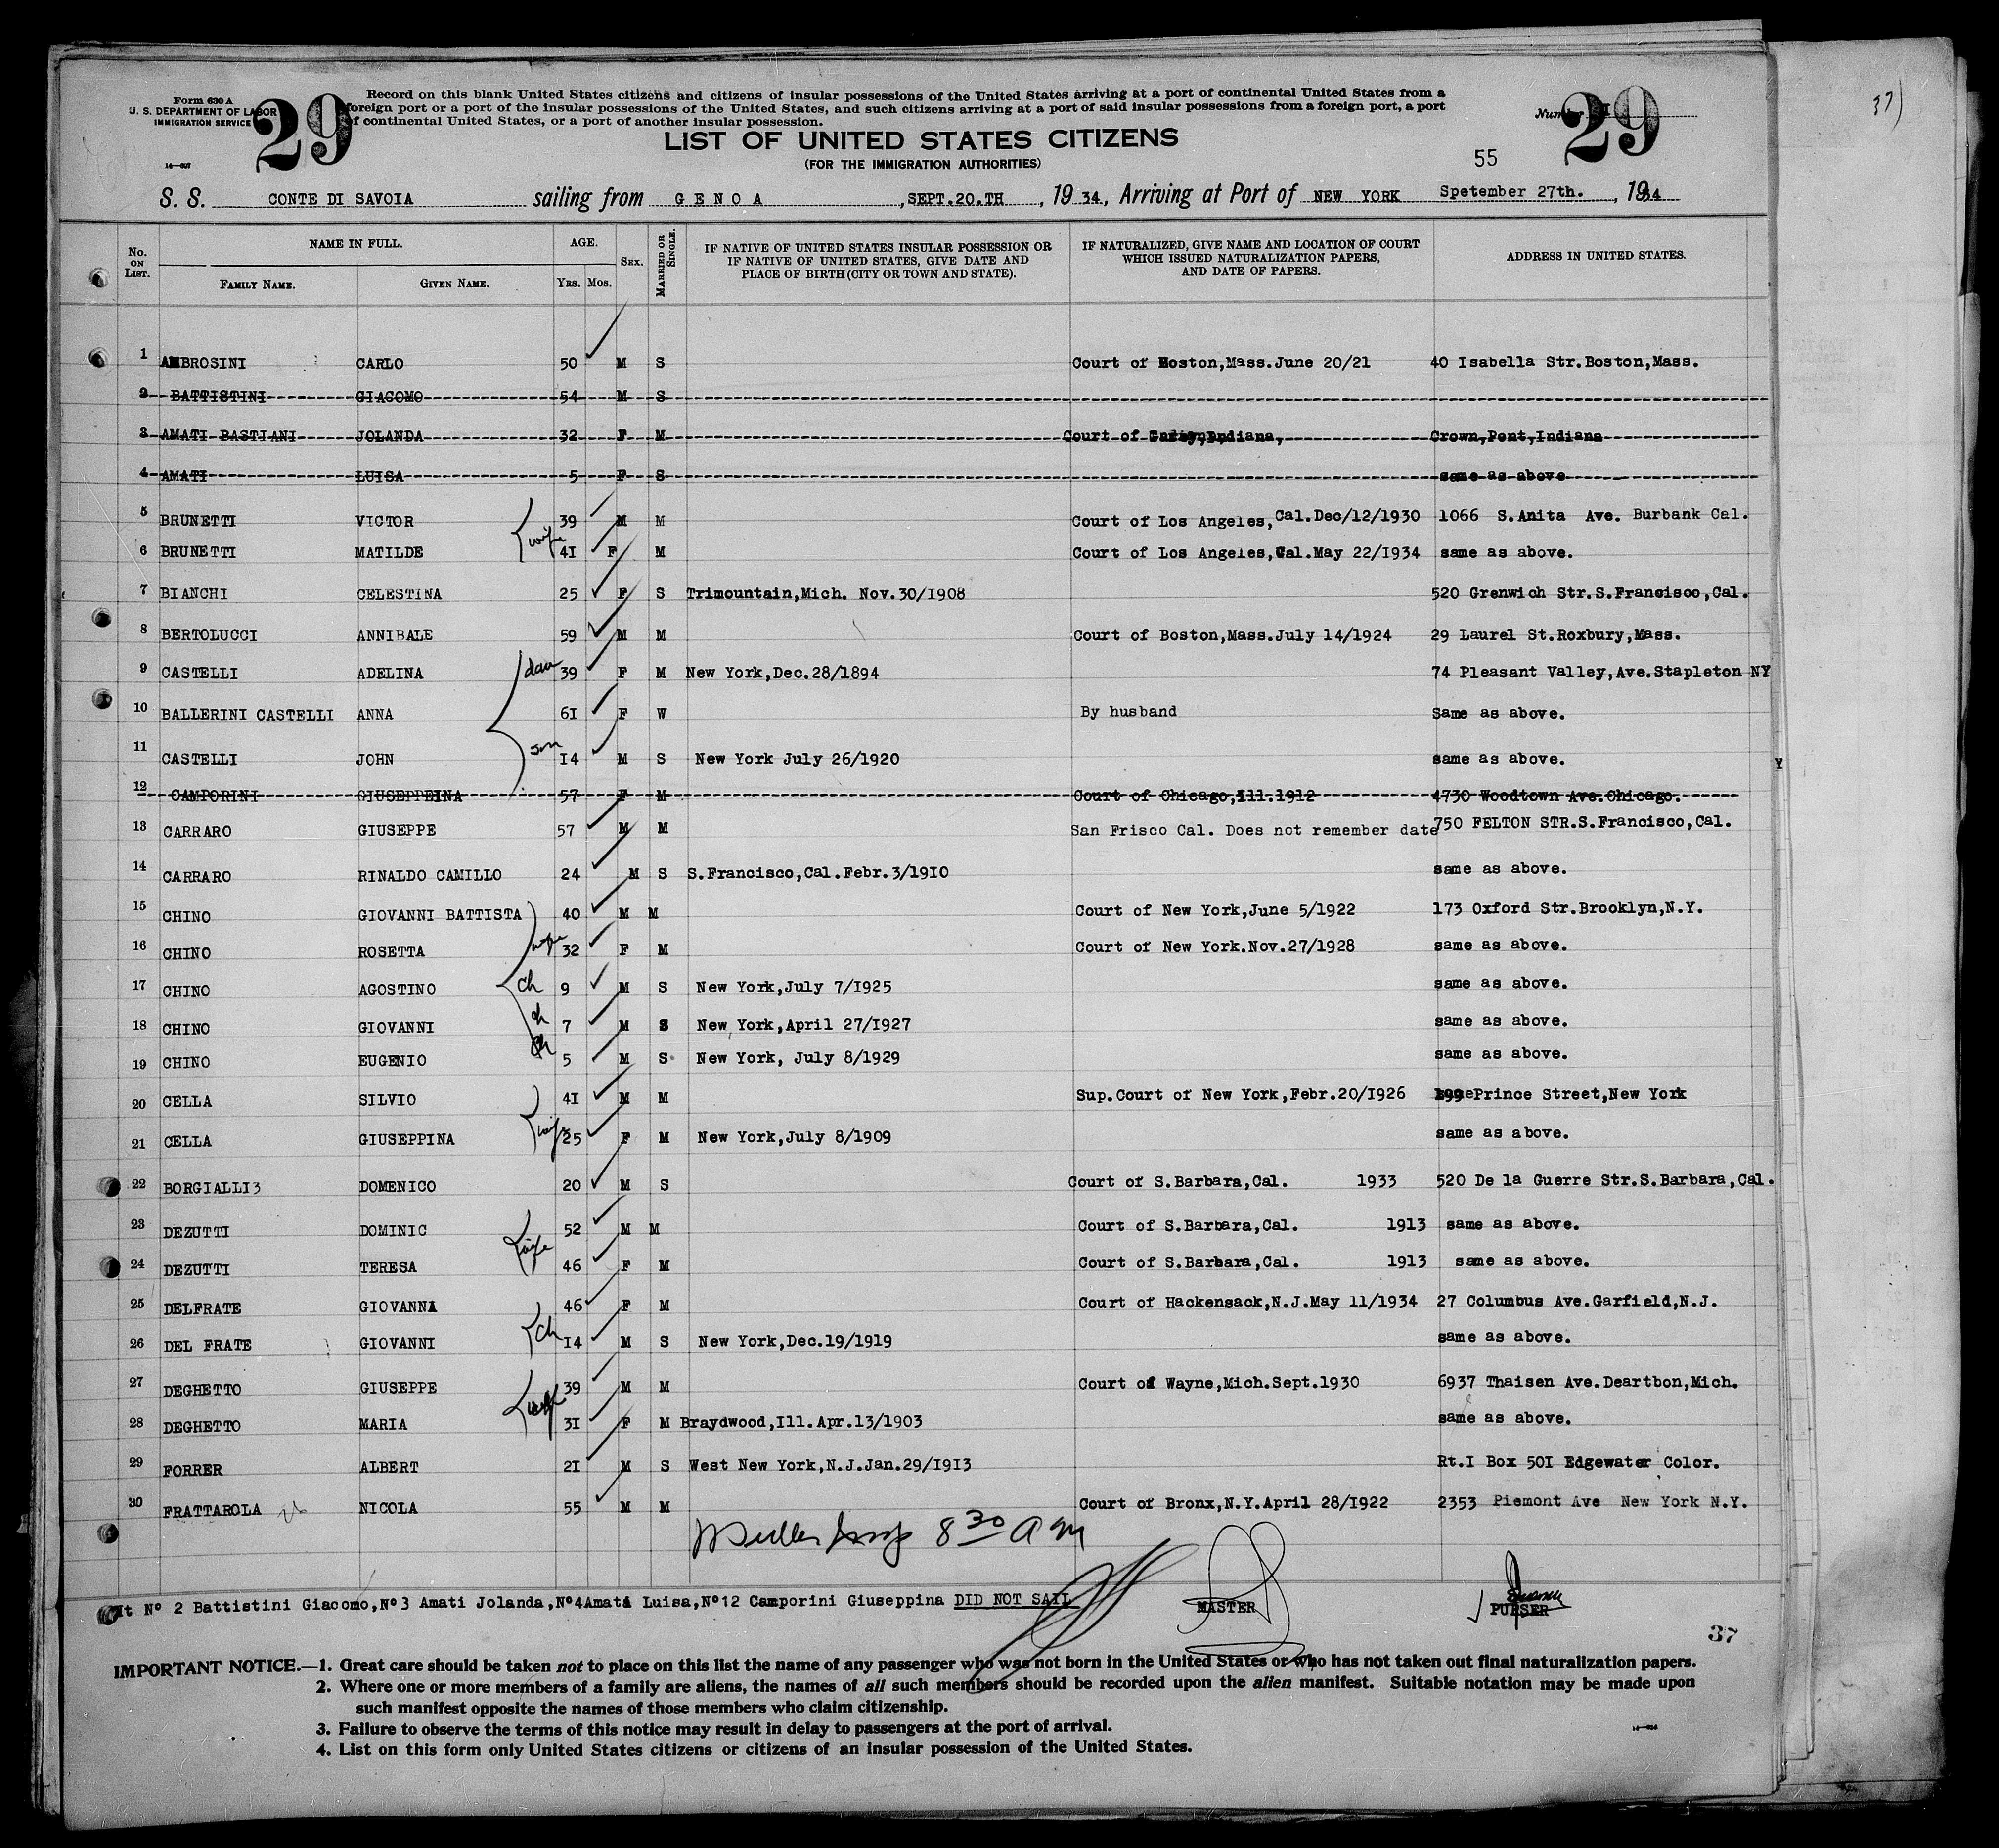 Form 630 A
U. S. DEPARTMENT OF LABOR
IMMIGRATION SERVICE
29
Record on this blank United States citizens and citizens of insular possessions of the United States arriving at a port of continental United States from a
foreign port or a port of the insular possessions of the United States, and such citizens arriving at a port of said insular possessions from a foreign port, a port
of continental United States, or a port of another insular possession.
Number
29
37)
LIST OF UNITED STATES CITIZENS
(FOR THE IMMIGRATION AUTHORITIES)
55
S. S. CONTE DI SAVOIA sailing from GENOA, SEPT.20.TH, 1934, Arriving at Port of NEW YORK Spetember 27th., 1934
No. ON LIST. NAME IN FULL. AGE. SEX. MARRIED OR SINGLE. IF NATIVE OF UNITED STATES INSULAR POSSESSION OR IF NATIVE OF UNITED STATES, GIVE DATE AND PLACE OF BIRTH (CITY OR TOWN AND STATE). IF NATURALIZED, GIVE NAME AND LOCATION OF COURT WHICH ISSUED NATURALIZATION PAPERS, AND DATE OF PAPERS. ADDRESS IN UNITED STATES.
FAMILY NAME. GIVEN NAME. Yrs. Mos.
1 AMBROSINI CARLO 50 M S Court of Boston,Mass.June 20/21 40 Isabella Str.Boston,Mass.
2 BATTISTINI GIACOMO 54 M S
3 AMATI BASTIANI JOLANDA 32 F M Court of Indiana, Crown,Pont,Indiana
4 AMATI LUISA 5 F S same as above
5 BRUNETTI VICTOR 39 M M Court of Los Angeles,Cal.Dec/12/1930 1066 S.Anita Ave. Burbank Cal.
6 BRUNETTI MATILDE wife 41 F M Court of Los Angeles,Cal.May 22/1934 same as above.
7 BIANCHI CELESTINA 25 F S Trimountain,Mich. Nov.30/1908 520 Grenwich Str.S.Francisco,Cal.
8 BERTOLUCCI ANNIBALE 59 M M Court of Boston,Mass.July 14/1924 29 Laurel St.Roxbury,Mass.
9 CASTELLI ADELINA dau 39 F M New York,Dec.28/1894 74 Pleasant Valley,Ave.Stapleton NY
10 BALLERINI CASTELLI ANNA 61 F W By husband Same as above.
11 CASTELLI JOHN son 14 M S New York July 26/1920 same as above.
Y
12 CAMPORINI GIUSEPPEINA 57 F M Court of Chicago,Ill.1912 4730 Woodtown Ave.Chicago.
13 CARRARO GIUSEPPE 57 M M San Frisco Cal. Does not remember date 750 FELTON STR.S.Francisco,Cal.
14 CARRARO RINALDO CAMILLO 24 M S S.Francisco,Cal.Febr.3/1910 same as above.
15 CHINO GIOVANNI BATTISTA 40 M M Court of New York,June 5/1922 173 Oxford Str.Brooklyn,N.Y.
16 CHINO ROSETTA wife 32 F M Court of New York.Nov.27/1928 same as above.
17 CHINO AGOSTINO ch 9 M S New York,July 7/1925 same as above.
18 CHINO GIOVANNI ch 7 M S New York,April 27/1927 same as above.
19 CHINO EUGENIO ch 5 M S New York, July 8/1929 same as above.
20 CELLA SILVIO 41 M M Sup.Court of New York,Febr.20/1926 199 Prince Street,New York
21 CELLA GIUSEPPINA wife 25 F M New York,July 8/1909 same as above.
22 BORGIALLI3 DOMENICO 20 M S Court of S.Barbara,Cal. 1933 520 De la Guerre Str.S.Barbara,Cal.
23 DEZUTTI DOMINIC 52 M M Court of S.Barbara,Cal. 1913 same as above.
24 DEZUTTI TERESA wife 46 F M Court of S.Barbara,Cal. 1913 same as above.
25 DELFRATE GIOVANNA 46 F M Court of Hackensack,N.J.May 11/1934 27 Columbus Ave.Garfield,N.J.
26 DEL FRATE GIOVANNI ch 14 M S New York,Dec.19/1919 same as above.
27 DEGHETTO GIUSEPPE 39 M M Court of Wayne,Mich.Sept.1930 6937 Thaisen Ave.Deartbon,Mich.
28 DEGHETTO MARIA wife 31 F M Braydwood,Ill.Apr.13/1903 same as above.
29 FORRER ALBERT 21 M S West New York,N.J.Jan.29/1913 Rt.I Box 501 Edgewater Color.
30 FRATTAROLA NICOLA 55 M M Court of Bronx,N.Y.April 28/1922 2353 Piemont Ave New York N.Y.
8 30 AM
Nº 2 Battistini Giacomo,Nº3 Amati Jolanda,Nº4Amati Luisa,Nº12 Camporini Giuseppina DID NOT SAIL
MASTER
PURSER
37
IMPORTANT NOTICE.—1. Great care should be taken not to place on this list the name of any passenger who was not born in the United States or who has not taken out final naturalization papers.
2. Where one or more members of a family are aliens, the names of all such members should be recorded upon the alien manifest. Suitable notation may be made upon
such manifest opposite the names of those members who claim citizenship.
3. Failure to observe the terms of this notice may result in delay to passengers at the port of arrival.
4. List on this form only United States citizens or citizens of an insular possession of the United States.